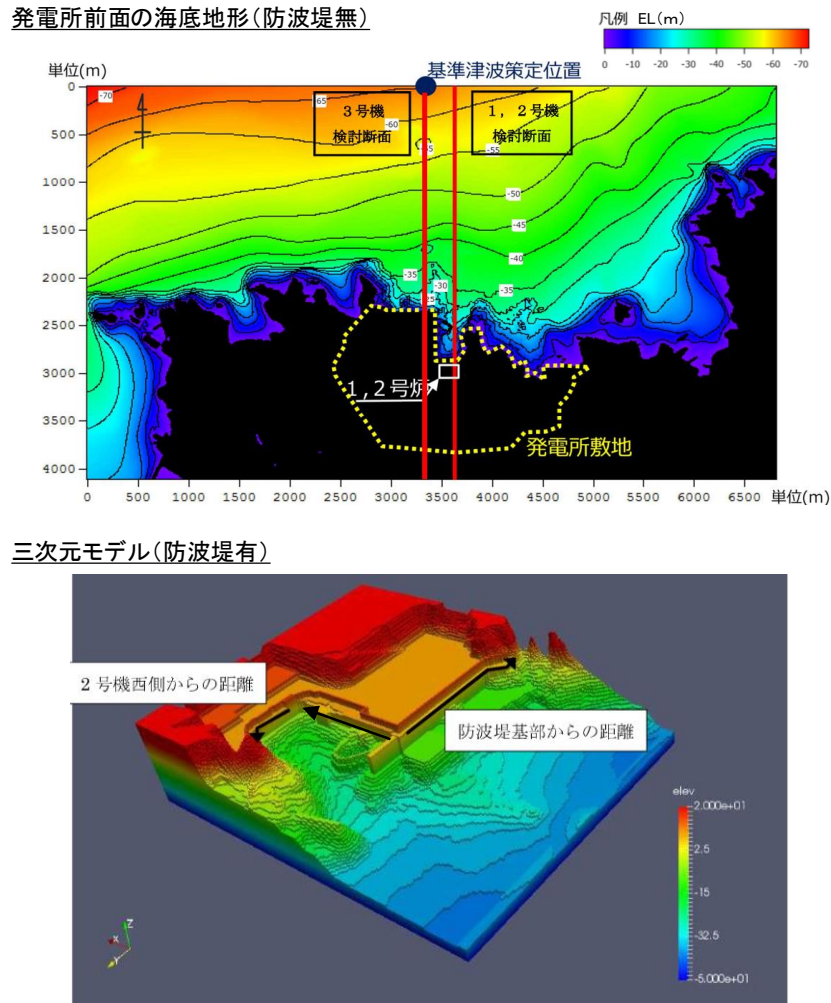 発電所前面の海底地形(防波堤無)
凡例 EL(m)
0 -10 -20 -30 -40 -50 -60 -70
単位(m)
基準津波策定位置
3号機
検討断面
1,2号機
検討断面
-70
65
-60
-55
-50
-45
-40
-35
-35
-30
25
0
500
1000
1500
2000
2500
3000
3500
4000
1,2号炉
発電所敷地
0 500 1000 1500 2000 2500 3000 3500 4000 4500 5000 5500 6000 6500 単位(m)
三次元モデル(防波堤有)
2号機西側からの距離
防波堤基部からの距離
elev
2.000e+01
2.5
-15
-32.5
-5.000e+01
Z
X
Y